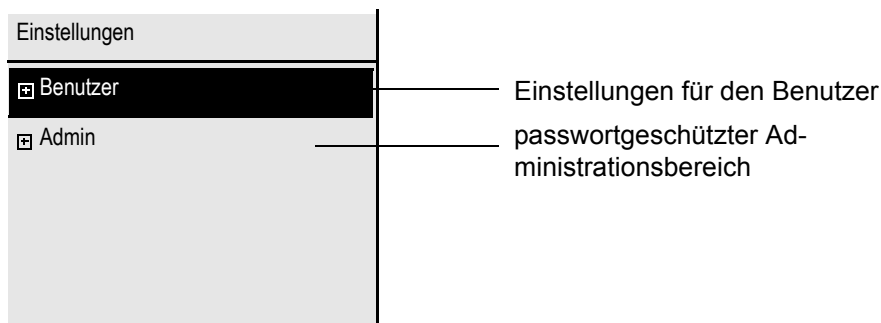 Einstellungen
Benutzer
Einstellungen für den Benutzer
Admin
passwortgeschützter Ad-
ministrationsbereich